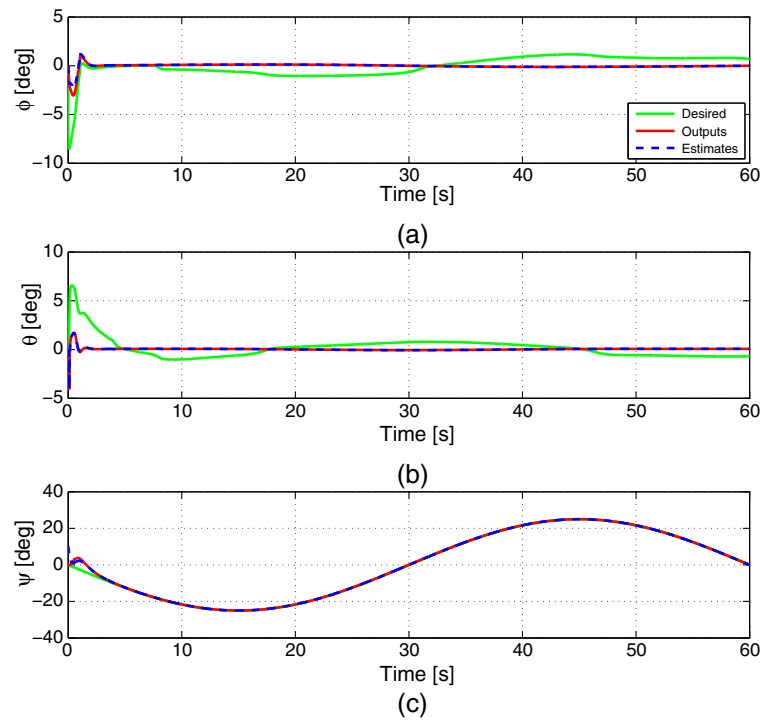 5
0
−5
−10
ϕ [deg]
Desired
Outputs
Estimates
0 10 20 30 40 50 60
Time [s]
(a)
10
5
0
−5
θ [deg]
0 10 20 30 40 50 60
Time [s]
(b)
40
20
0
−20
−40
ψ [deg]
0 10 20 30 40 50 60
Time [s]
(c)